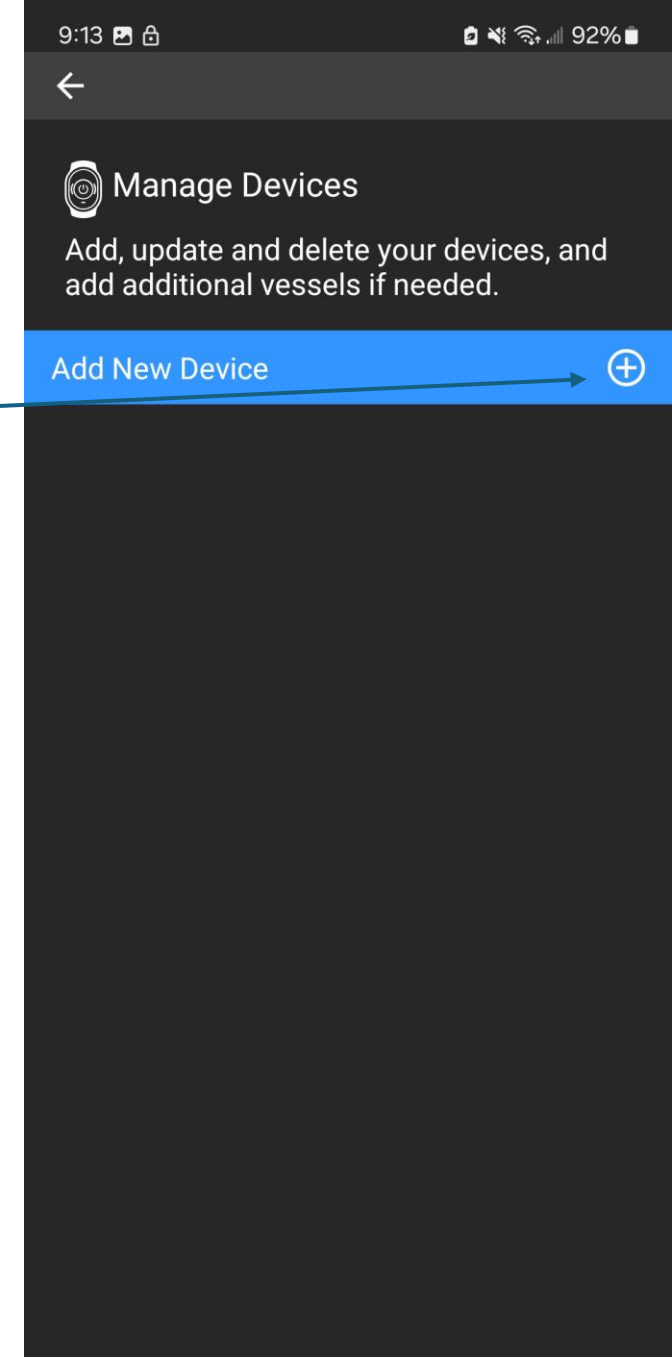 9:13 92%
Manage Devices
Add, update and delete your devices, and
add additional vessels if needed.
Add New Device